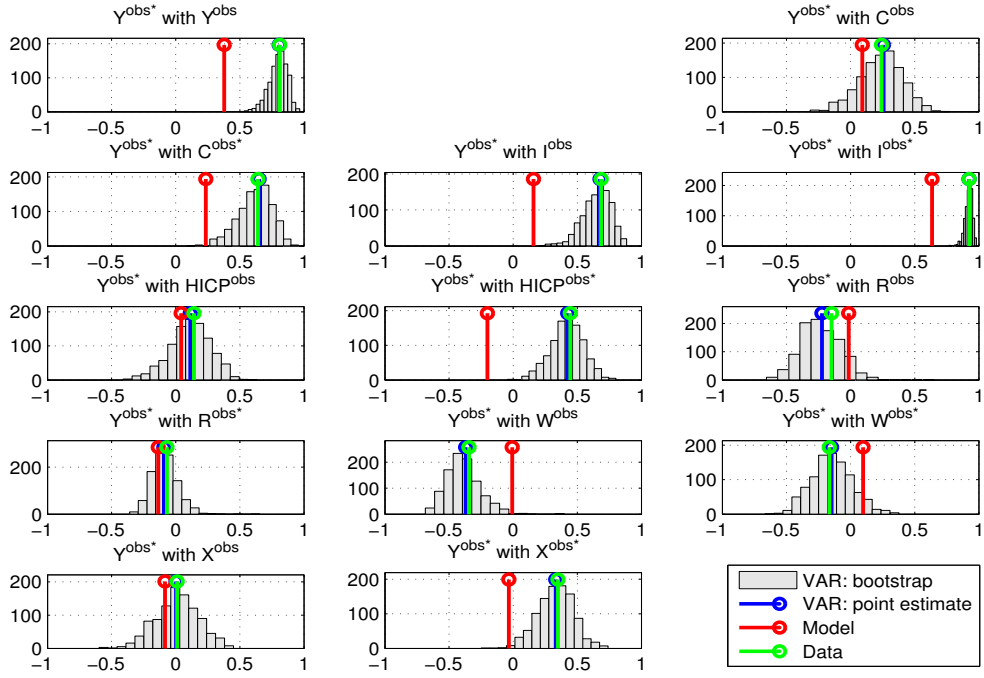 Y^obs* with Y^obs
200
100
0
-1 -0.5 0 0.5 1
Y^obs* with C^obs
200
100
0
-1 -0.5 0 0.5 1
Y^obs* with C^obs*
200
100
0
-1 -0.5 0 0.5 1
Y^obs* with I^obs
200
100
0
-1 -0.5 0 0.5 1
Y^obs* with I^obs*
200
100
0
-1 -0.5 0 0.5 1
Y^obs* with HICP^obs
200
100
0
-1 -0.5 0 0.5 1
Y^obs* with HICP^obs*
200
100
0
-1 -0.5 0 0.5 1
Y^obs* with R^obs
200
100
0
-1 -0.5 0 0.5 1
Y^obs* with R^obs*
200
0
-1 -0.5 0 0.5 1
Y^obs* with W^obs
200
0
-1 -0.5 0 0.5 1
Y^obs* with W^obs*
200
100
0
-1 -0.5 0 0.5 1
Y^obs* with X^obs
200
100
0
-1 -0.5 0 0.5 1
Y^obs* with X^obs*
200
100
0
-1 -0.5 0 0.5 1
VAR: bootstrap
VAR: point estimate
Model
Data